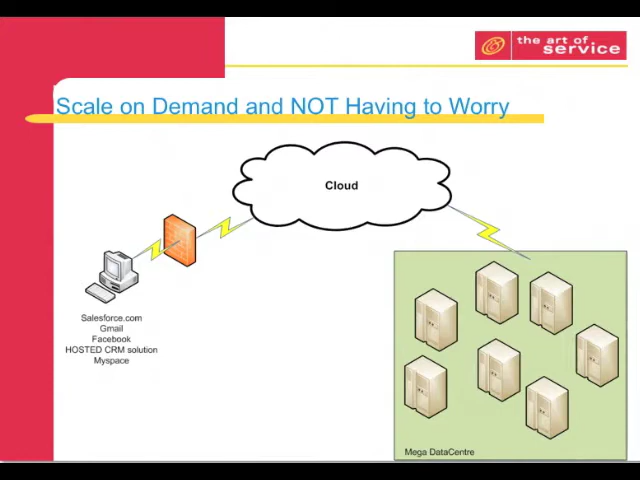 the art of
service
Scale on Demand and NOT Having to Worry
Cloud
Salesforce.com
Gmail
Facebook
HOSTED CRM solution
Myspace
Mega DataCentre